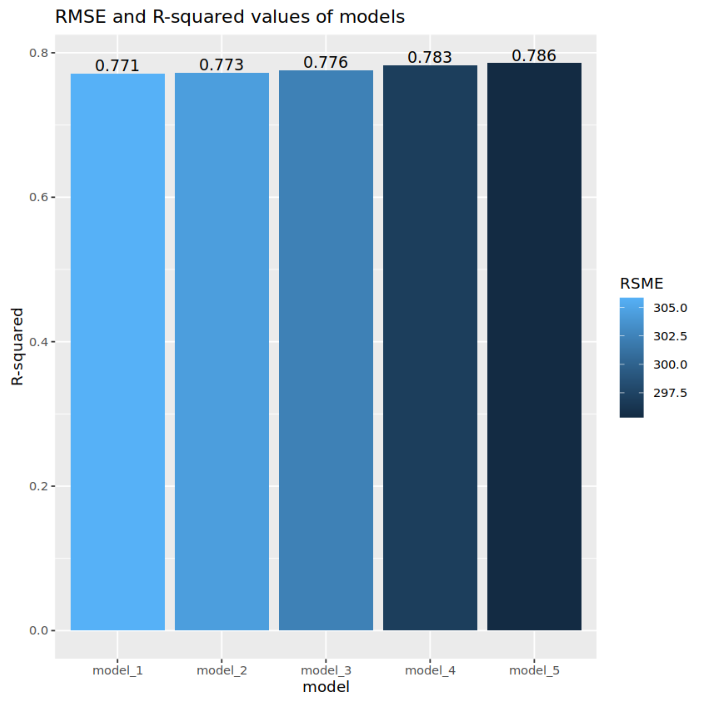 RMSE and R-squared values of models
0.8
0.6
0.4
0.2
0.0
R-squared
0.771
0.773
0.776
0.783
0.786
model_1
model_2
model_3
model_4
model_5
model
RSME
305.0
302.5
300.0
297.5